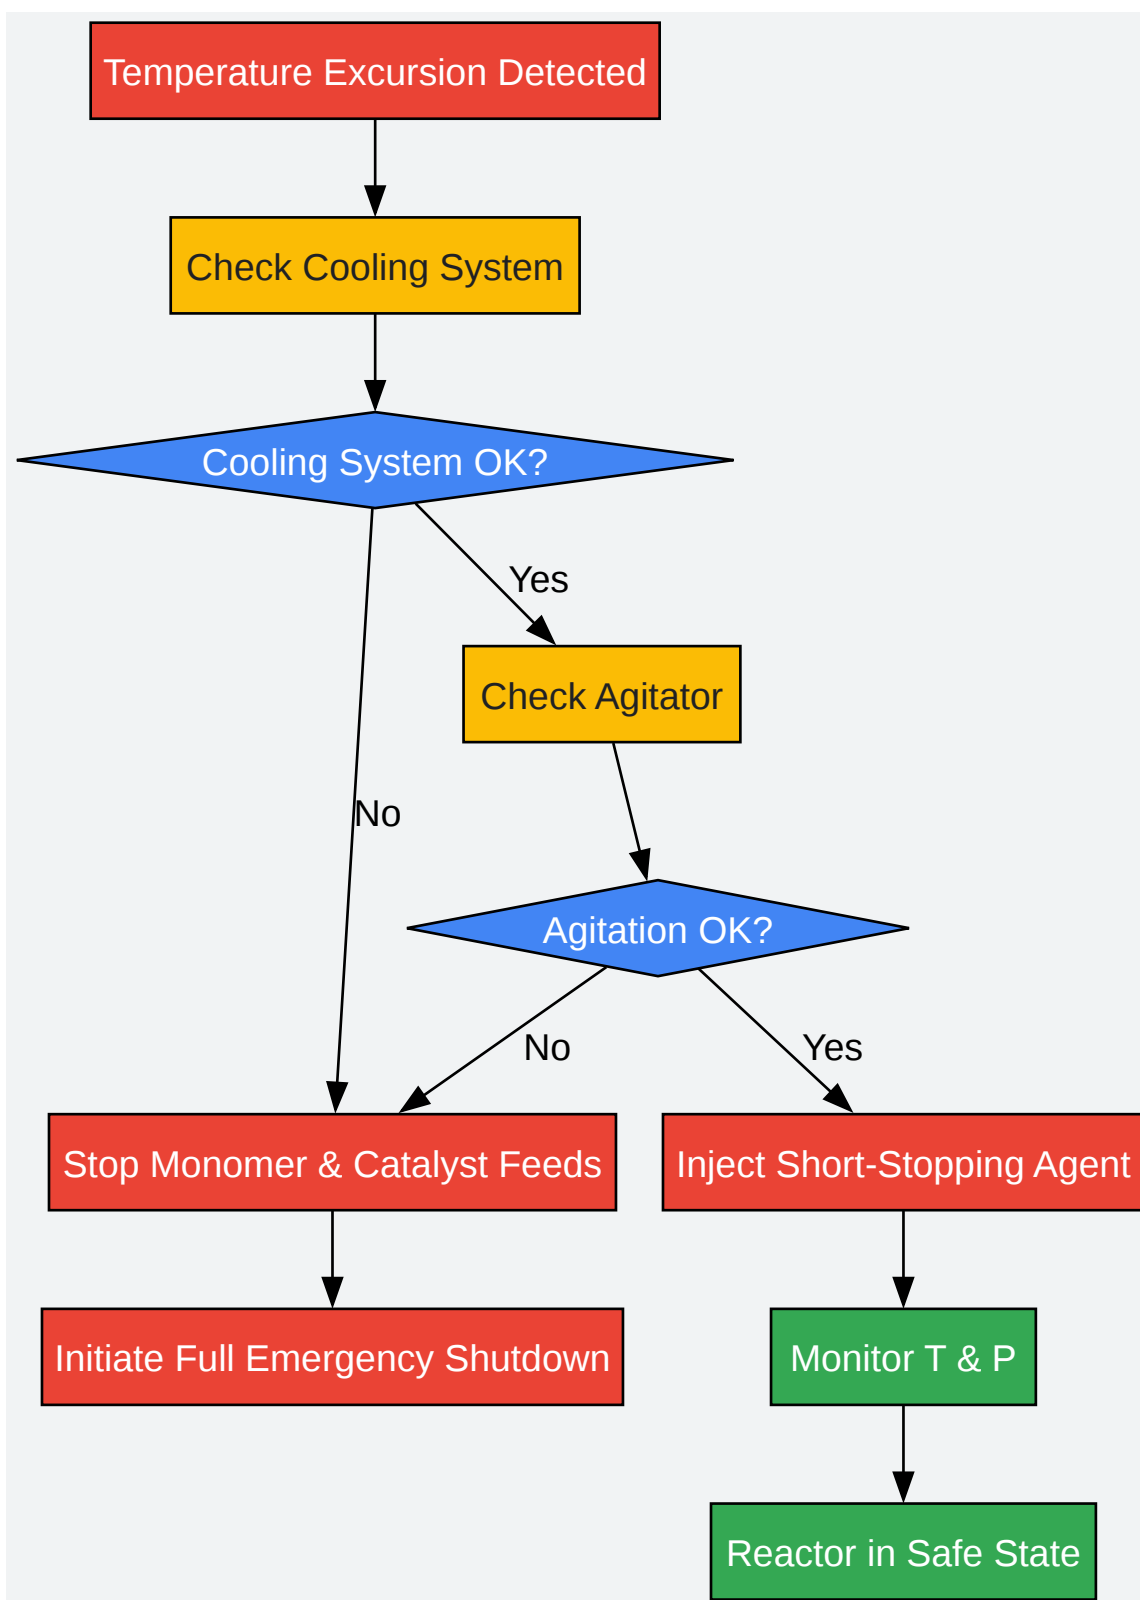 Temperature Excursion Detected
Check Cooling System
Cooling System OK?
Yes
Check Agitator
No
Agitation OK?
No
Yes
Stop Monomer & Catalyst Feeds
Inject Short-Stopping Agent
Initiate Full Emergency Shutdown
Monitor T & P
Reactor in Safe State